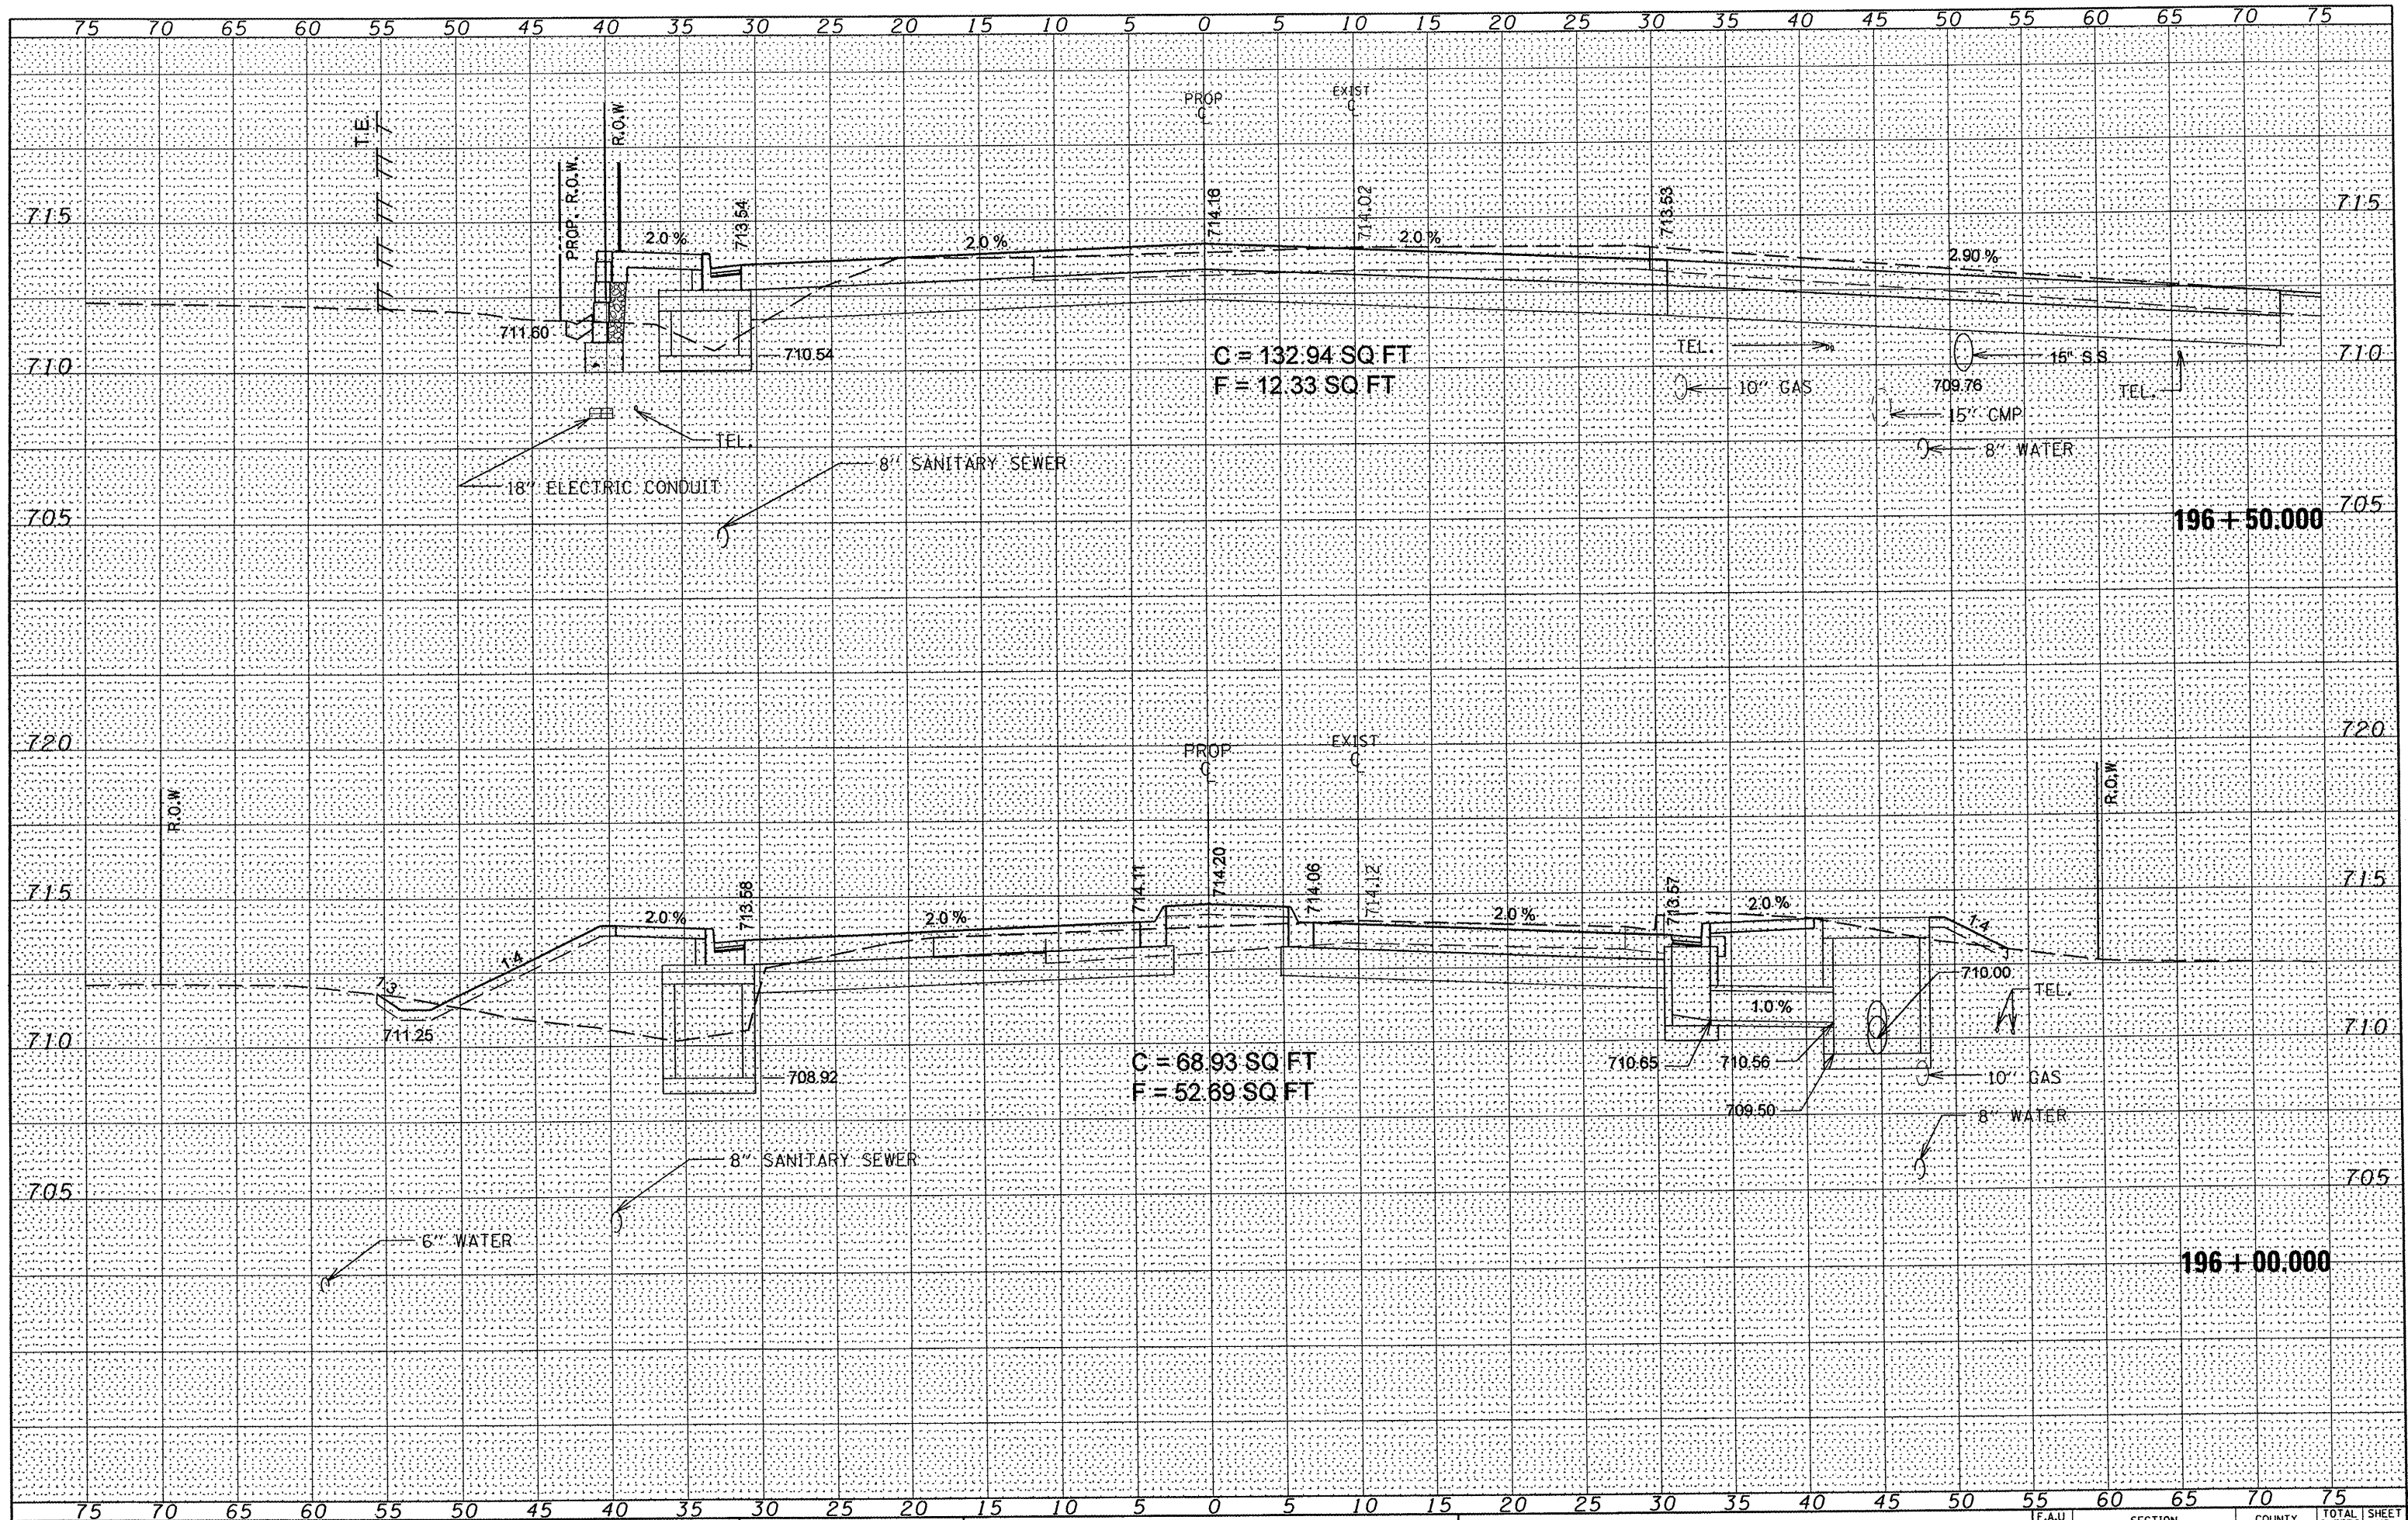 75 70 65 60 55 50 45 40 35 30 25 20 15 10 5 0 5 10 15 20 25 30 35 40 45 50 55 60 65 70 75
T.E.
PROP. R.O.W.
R.O.W
PROP
℄
EXIST
℄
715
715
2.0 %
713.54
2.0 %
714.16
714.02
2.0 %
713.53
2.90 %
711.60
710.54
710
710
C = 132.94 SQ FT
F = 12.33 SQ FT
TEL.
10" GAS
15" S.S
709.76
TEL.
15" CMP
8" WATER
TEL.
8" SANITARY SEWER
18" ELECTRIC CONDUIT
705
705
196 + 50.000
720
720
PROP
℄
EXIST
℄
R.O.W
R.O.W
715
715
1:3
711.25
1:4
2.0 %
713.58
2.0 %
714.11
714.20
714.06
714.12
2.0 %
713.57
2.0 %
1:4
710
710
708.92
C = 68.93 SQ FT
F = 52.69 SQ FT
1.0 %
710.65
710.56
709.50
710.00
TEL.
10" GAS
8" WATER
8" SANITARY SEWER
705
705
6" WATER
196 + 00.000
75 70 65 60 55 50 45 40 35 30 25 20 15 10 5 0 5 10 15 20 25 30 35 40 45 50 55 60 65 70 75
F.A.U
SECTION
COUNTY
TOTAL
SHEET